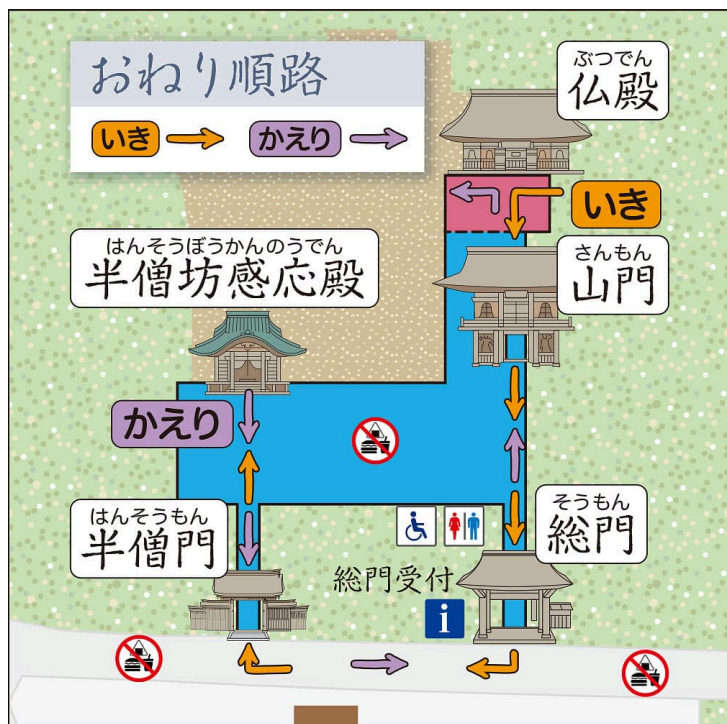 おねり順路
いき
かえり
ぶつでん
仏殿
いき
さんもん
山門
はんそうぼうかんのうでん
半僧坊感応殿
かえり
はんそうもん
半僧門
そうもん
総門
総門受付
i